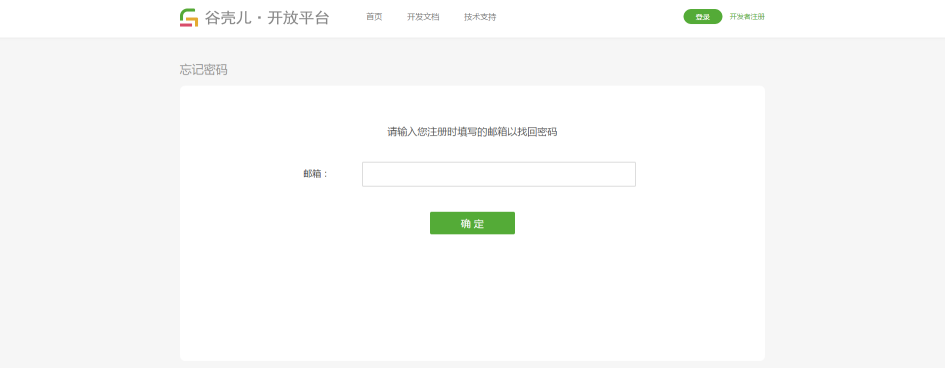 谷壳儿·开放平台 首页 开发文档 技术支持 登录 开发者注册
忘记密码
请输入您注册时填写的邮箱以找回密码
邮箱：
确定